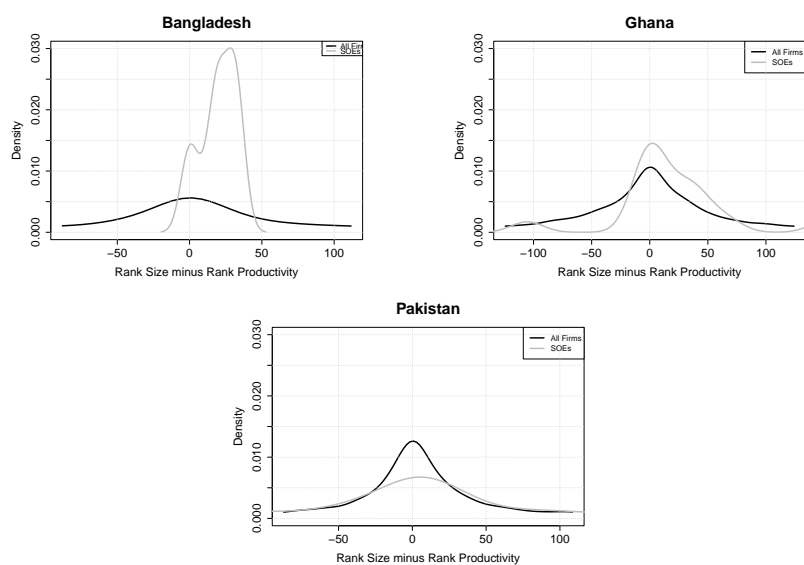 Bangladesh
All Fir
SOEs
0.030
0.020
0.010
0.000
Density
−50
0
50
100
Rank Size minus Rank Productivity
Ghana
All Firms
SOEs
0.030
0.020
0.010
0.000
Density
−100
−50
0
50
100
Rank Size minus Rank Productivity
Pakistan
All Firms
SOEs
0.030
0.020
0.010
0.000
Density
−50
0
50
100
Rank Size minus Rank Productivity